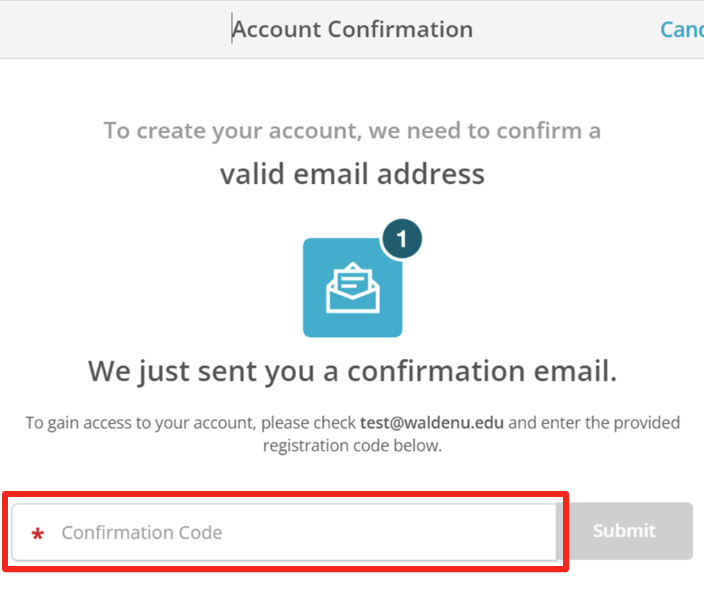 Account Confirmation
To create your account, we need to confirm a
valid email address
1
We just sent you a confirmation email.
To gain access to your account, please check test@waldenu.edu and enter the provided
registration code below.
* Confirmation Code
Submit